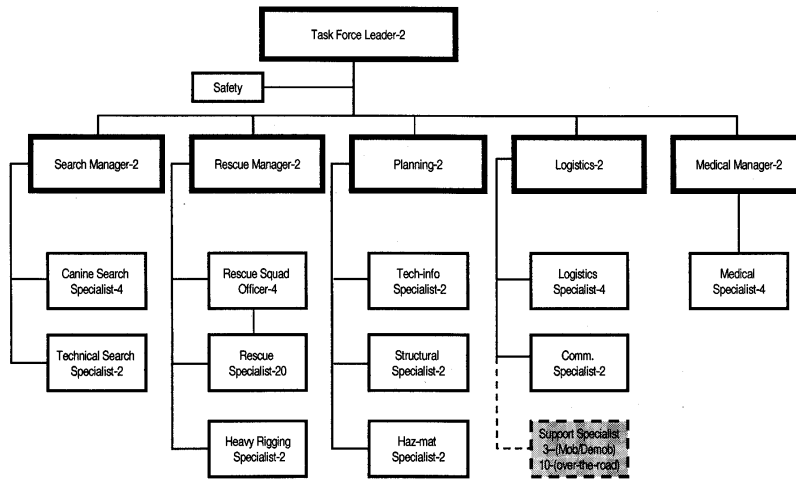 Task Force Leader-2
Safety
Search Manager-2
Rescue Manager-2
Planning-2
Logistics-2
Medical Manager-2
Canine Search
Specialist-4
Rescue Squad
Officer-4
Tech-info
Specialist-2
Logistics
Specialist-4
Medical
Specialist-4
Technical Search
Specialist-2
Rescue
Specialist-20
Structural
Specialist-2
Comm.
Specialist-2
Heavy Rigging
Specialist-2
Haz-mat
Specialist-2
Support Specialist
3--(Mob/Demob)
10-(over-the-road)